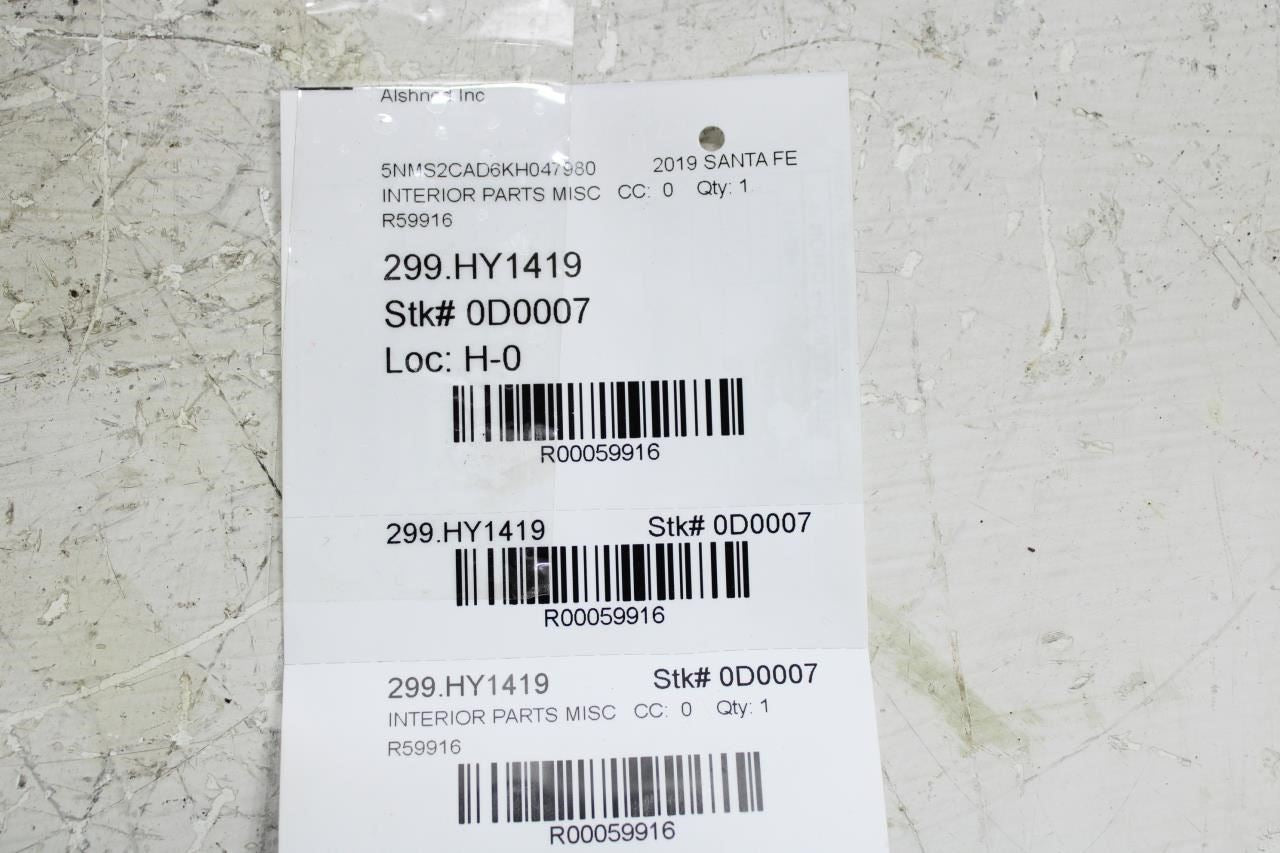 Alshned Inc
5NMS2CAD6KH047980 2019 SANTA FE
INTERIOR PARTS MISC CC: 0 Qty: 1
R59916
299.HY1419
Stk# 0D0007
Loc: H-0
R00059916
299.HY1419 Stk# 0D0007
R00059916
299.HY1419 Stk# 0D0007
INTERIOR PARTS MISC CC: 0 Qty: 1
R59916
R00059916